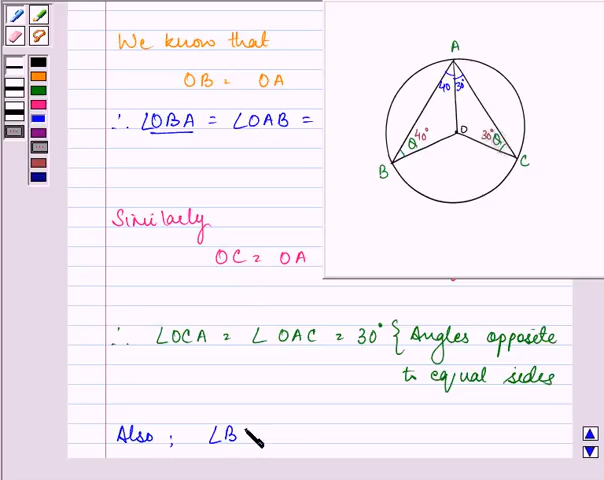 We know that
OB = OA
∴ ∠OBA = ∠OAB =
Similarly
OC = OA
∴ ∠OCA = ∠OAC = 30° { Angles opposite
to equal sides
Also ; ∠B
A
40 30°
O
40° 30°
B
C